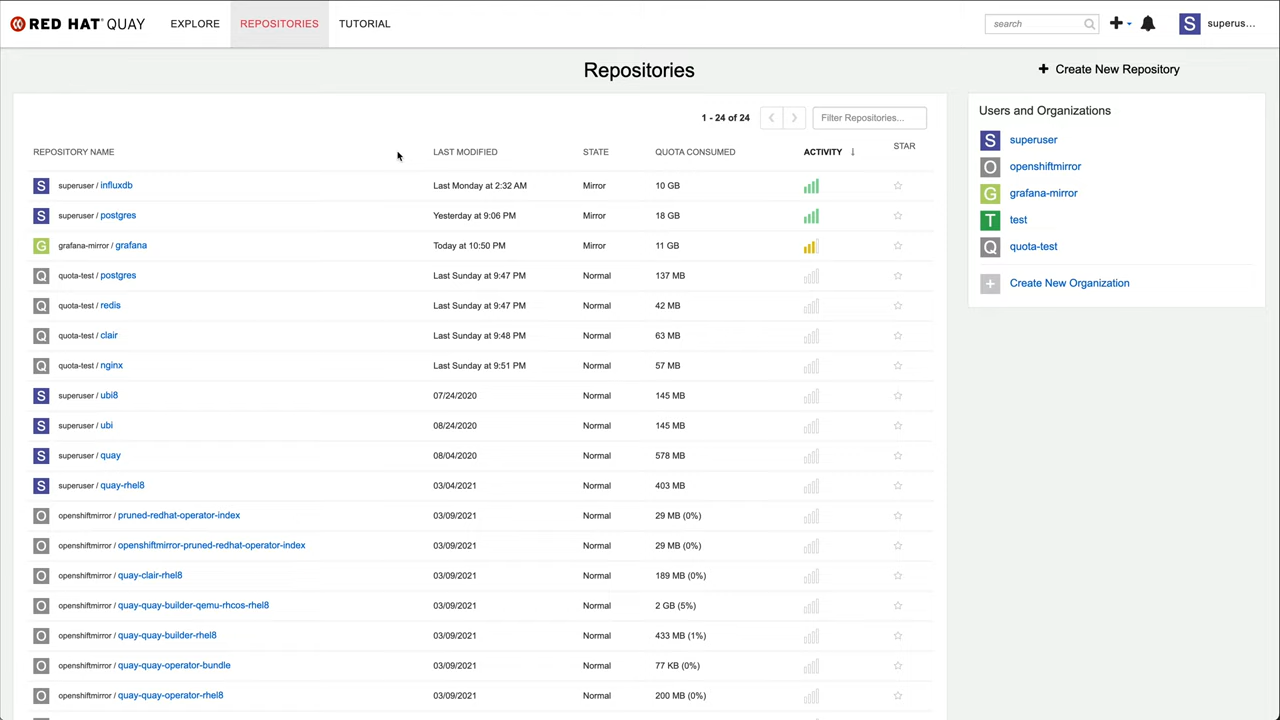 RED HAT QUAY EXPLORE REPOSITORIES TUTORIAL search S superus...
Repositories
Create New Repository
1 - 24 of 24 Filter Repositories...
REPOSITORY NAME LAST MODIFIED STATE QUOTA CONSUMED ACTIVITY ↓ STAR
S superuser / influxdb Last Monday at 2:32 AM Mirror 10 GB
S superuser / postgres Yesterday at 9:06 PM Mirror 18 GB
G grafana-mirror / grafana Today at 10:50 PM Mirror 11 GB
Q quota-test / postgres Last Sunday at 9:47 PM Normal 137 MB
Q quota-test / redis Last Sunday at 9:47 PM Normal 42 MB
Q quota-test / clair Last Sunday at 9:48 PM Normal 63 MB
Q quota-test / nginx Last Sunday at 9:51 PM Normal 57 MB
S superuser / ubi8 07/24/2020 Normal 145 MB
S superuser / ubi 08/24/2020 Normal 145 MB
S superuser / quay 08/04/2020 Normal 578 MB
S superuser / quay-rhel8 03/04/2021 Normal 403 MB
O openshiftmirror / pruned-redhat-operator-index 03/09/2021 Normal 29 MB (0%)
O openshiftmirror / openshiftmirror-pruned-redhat-operator-index 03/09/2021 Normal 29 MB (0%)
O openshiftmirror / quay-clair-rhel8 03/09/2021 Normal 189 MB (0%)
O openshiftmirror / quay-quay-builder-qemu-rhcos-rhel8 03/09/2021 Normal 2 GB (5%)
O openshiftmirror / quay-quay-builder-rhel8 03/09/2021 Normal 433 MB (1%)
O openshiftmirror / quay-quay-operator-bundle 03/09/2021 Normal 77 KB (0%)
O openshiftmirror / quay-quay-operator-rhel8 03/09/2021 Normal 200 MB (0%)
Users and Organizations
S superuser
O openshiftmirror
G grafana-mirror
T test
Q quota-test
+ Create New Organization